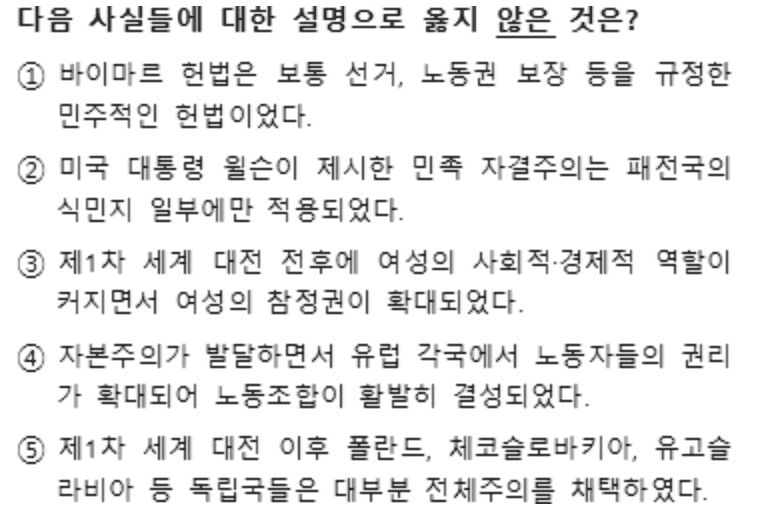 다음 사실들에 대한 설명으로 옳지 않은 것은?
① 바이마르 헌법은 보통 선거, 노동권 보장 등을 규정한
민주적인 헌법이었다.
② 미국 대통령 윌슨이 제시한 민족 자결주의는 패전국의
식민지 일부에만 적용되었다.
③ 제1차 세계 대전 전후에 여성의 사회적·경제적 역할이
커지면서 여성의 참정권이 확대되었다.
④ 자본주의가 발달하면서 유럽 각국에서 노동자들의 권리
가 확대되어 노동조합이 활발히 결성되었다.
⑤ 제1차 세계 대전 이후 폴란드, 체코슬로바키아, 유고슬
라비아 등 독립국들은 대부분 전체주의를 채택하였다.